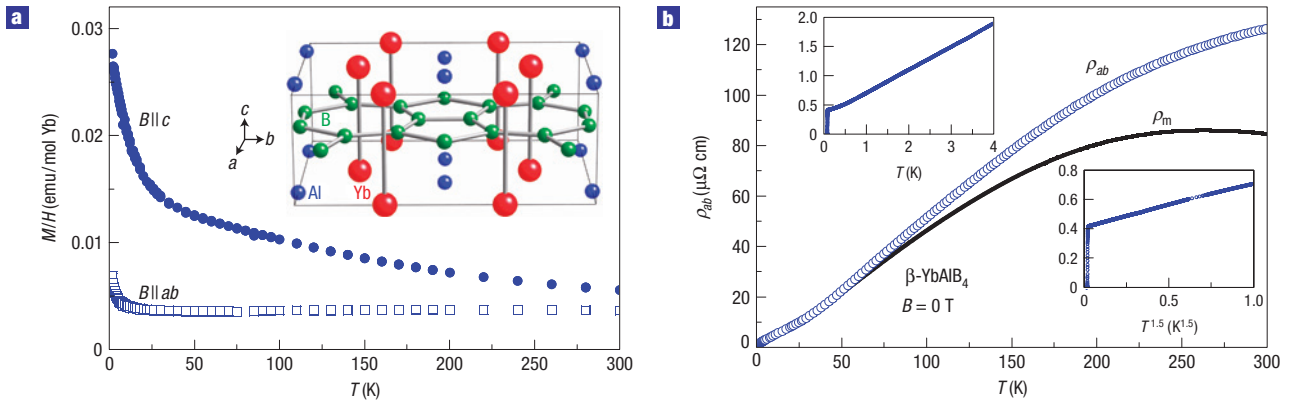 a
0.03
0.02
0.01
0
M/H (emu/mol Yb)
B||c
B||ab
c
b
a
B
Al
Yb
0 50 100 150 200 250 300
T (K)
b
120
100
80
60
40
20
0
ρab (μΩ cm)
2.0
1.5
1.0
0.5
0
0 1 2 3 4
T (K)
ρab
ρm
0.8
0.6
0.4
0.2
0
0 0.5 1.0
T^1.5 (K^1.5)
β-YbAlB4
B = 0 T
0 50 100 150 200 250 300
T (K)